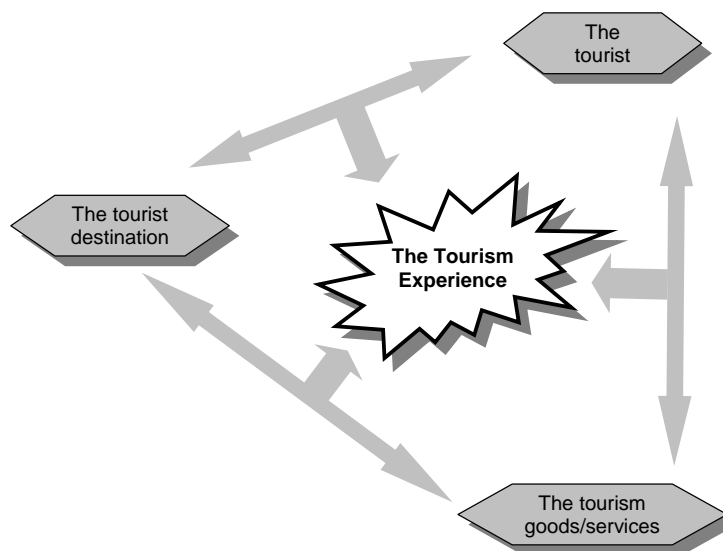 The
tourist
The tourist
destination
The Tourism
Experience
The tourism
goods/services